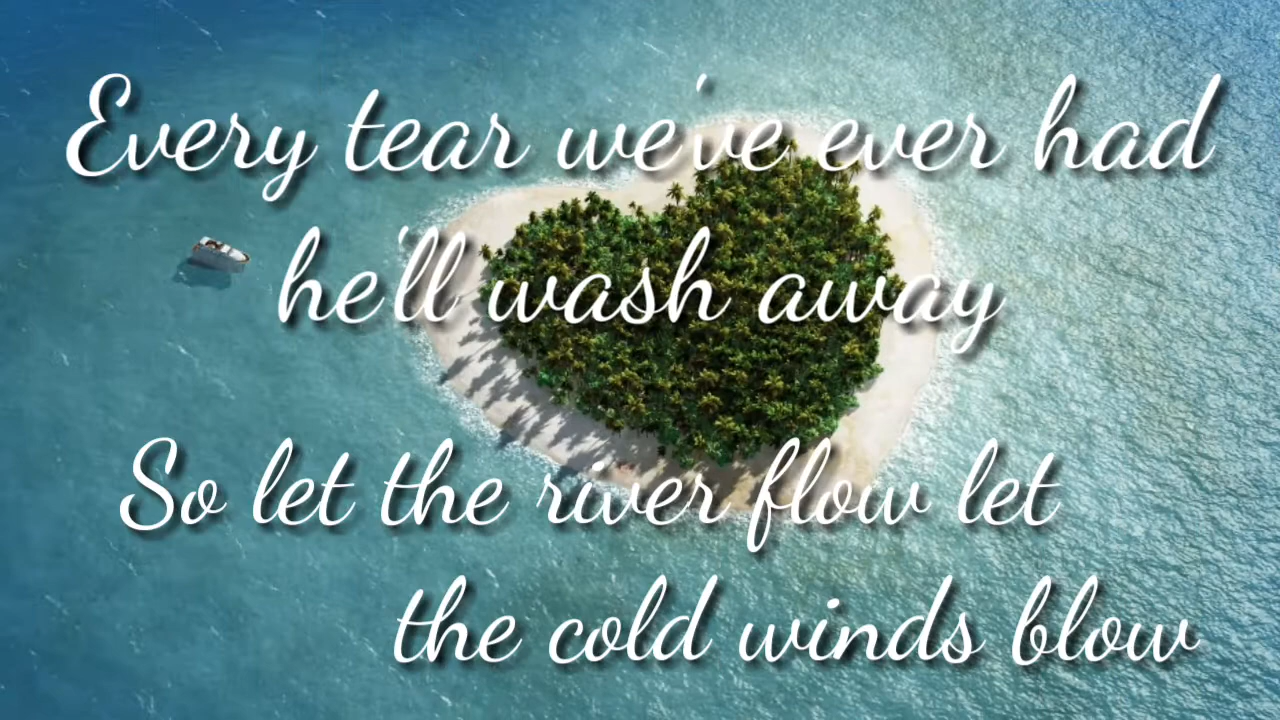 Every tear we've ever had
he'll wash away
So let the river flow let
the cold winds blow